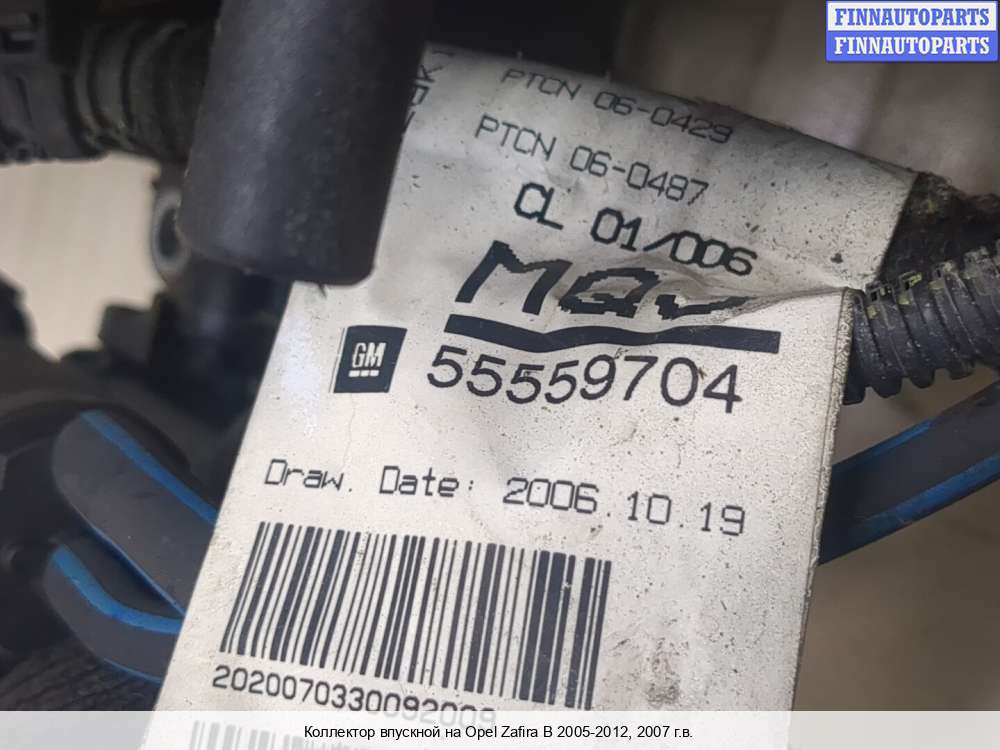 FINNAUTOPARTS
FINNAUTOPARTS
PTCN 06-0429
PTCN 06-0487
CL 01/006
GM
55559704
Draw. Date: 2006.10.19
2020070330092009
Коллектор впускной на Opel Zafira B 2005-2012, 2007 г.в.